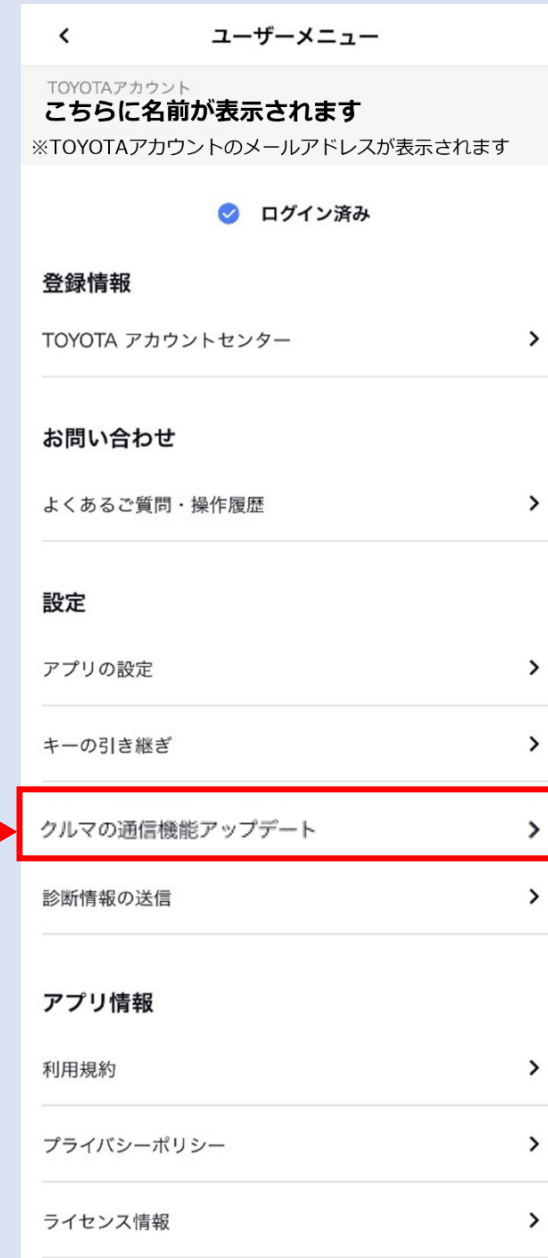 ユーザーメニュー
TOYOTAアカウント
こちらに名前が表示されます
※TOYOTAアカウントのメールアドレスが表示されます
ログイン済み
登録情報
TOYOTA アカウントセンター
お問い合わせ
よくあるご質問・操作履歴
設定
アプリの設定
キーの引き継ぎ
クルマの通信機能アップデート
診断情報の送信
アプリ情報
利用規約
プライバシーポリシー
ライセンス情報